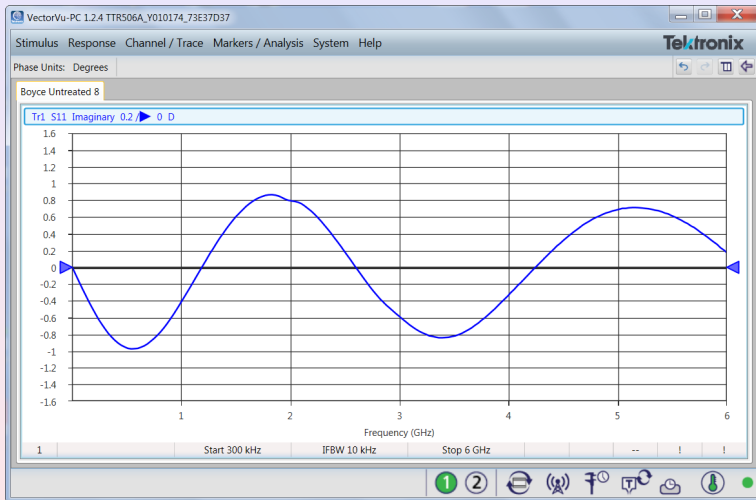 VectorVu-PC 1.2.4 TTR506A_Y010174_73E37D37
Stimulus Response Channel / Trace Markers / Analysis System Help
Tektronix
Phase Units: Degrees
Boyce Untreated 8
Tr1 S11 Imaginary 0.2 / 0 D
1.6
1.4
1.2
1
0.8
0.6
0.4
0.2
0
-0.2
-0.4
-0.6
-0.8
-1
-1.2
-1.4
-1.6
1 2 3 4 5 6
Frequency (GHz)
1 Start 300 kHz IFBW 10 kHz Stop 6 GHz -- ! !
1 2